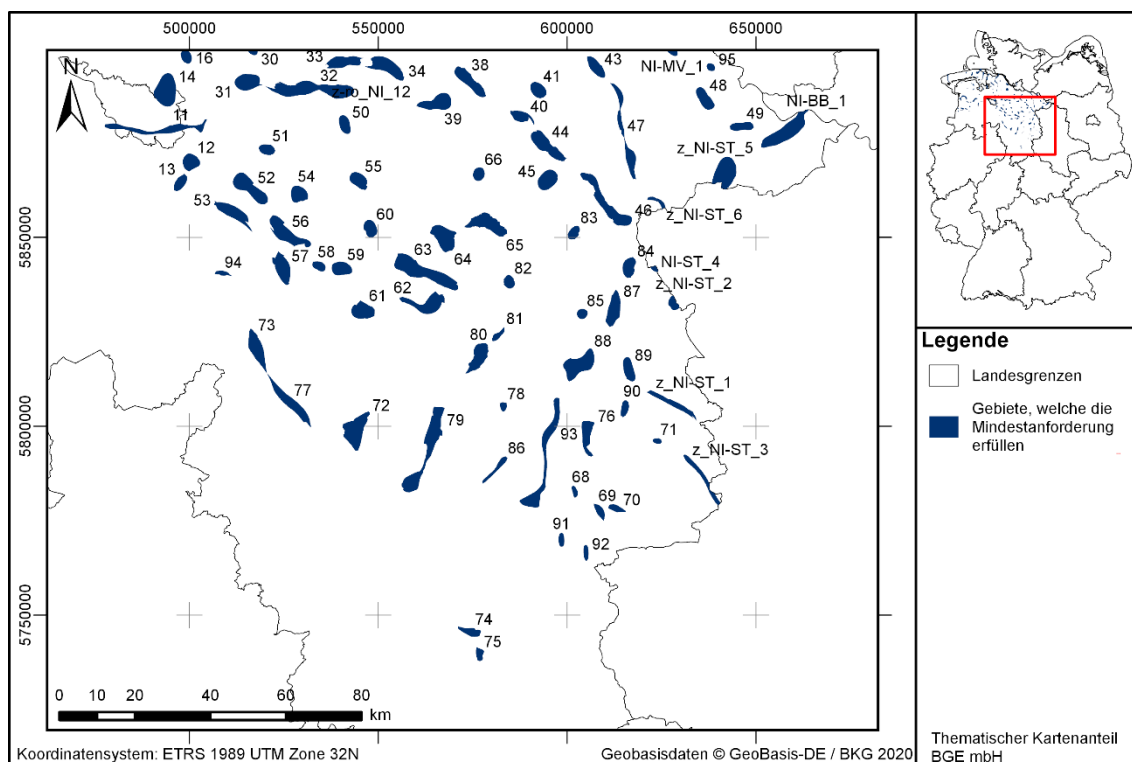 500000 550000 600000 650000
16 30 33 43 NI-MV_1 95
N 14 31 32 z-ro_NI_12 34 38 41 48 NI-BB_1
11 50 39 40 49
12 51 44 47 z_NI-ST_5
13 52 54 55 66 45
53 56 60 83 46 z_NI-ST_6
5850000
94 57 58 59 63 64 65 82 84 NI-ST_4
61 62 85 87 z_NI-ST_2
73 80 81 88 89
77 78 90 z_NI-ST_1
5800000
72 79 93 76 71
86 z_NI-ST_3
68 69 70
91 92
5750000
74
75
0 10 20 40 60 80
km
Koordinatensystem: ETRS 1989 UTM Zone 32N
Geobasisdaten © GeoBasis-DE / BKG 2020
Legende
Landesgrenzen
Gebiete, welche die
Mindestanforderung
erfüllen
Thematischer Kartenanteil
BGE mbH